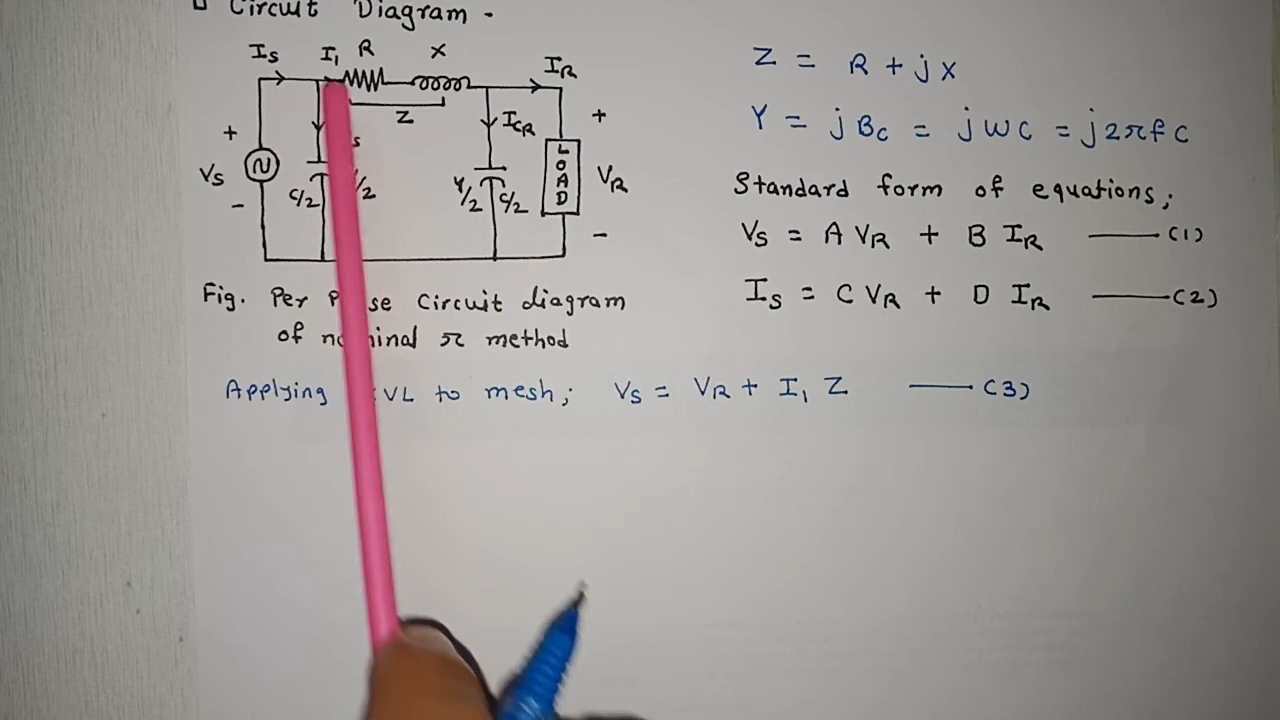 Circuit Diagram -
Is I1 R X IR
Z
+ ICR +
Vs VR
C/2 Y/2 C/2 LOAD
- -
Fig. Per se Circuit diagram
of π method
Z = R + jX
Y = jBc = jωC = j2πfC
Standard form of equations;
Vs = A VR + B IR —— (1)
Is = C VR + D IR —— (2)
Applying VL to mesh; Vs = VR + I1 Z —— (3)